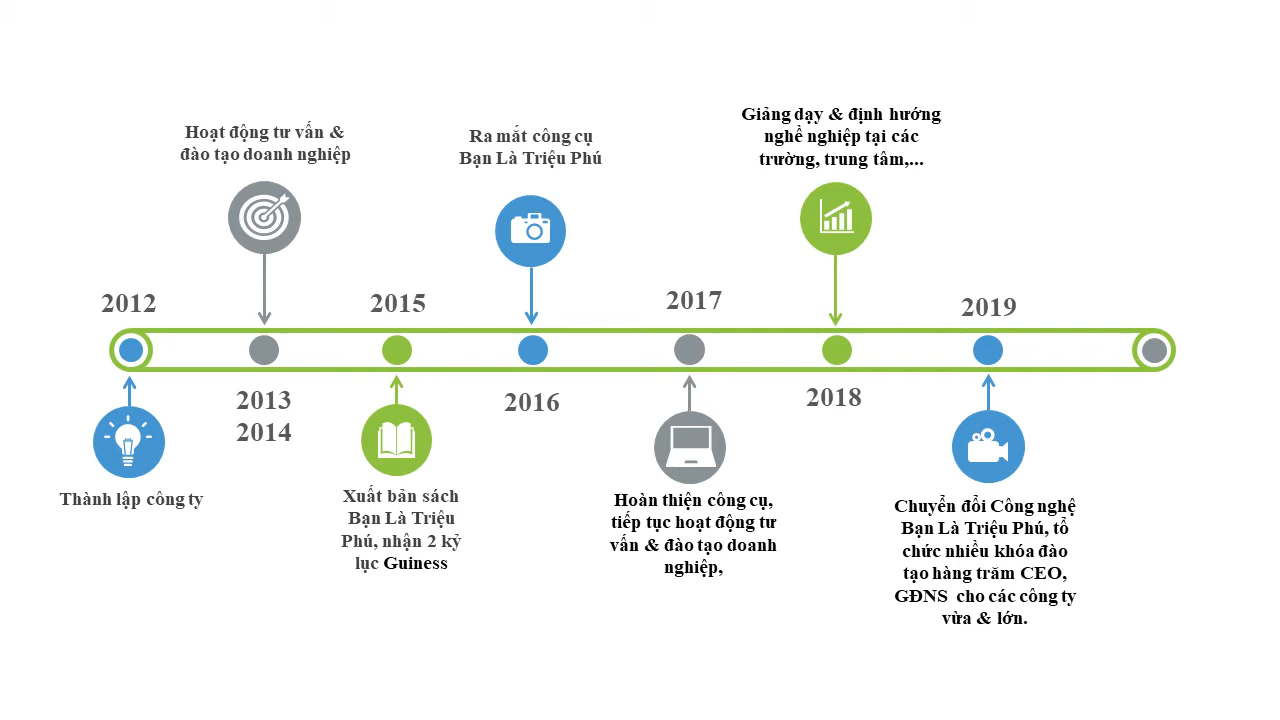 2012
Thành lập công ty
Hoạt động tư vấn &
đào tạo doanh nghiệp
2013
2014
2015
Xuất bản sách
Bạn Là Triệu
Phú, nhận 2 kỷ
lục Guiness
Ra mắt công cụ
Bạn Là Triệu Phú
2016
2017
Hoàn thiện công cụ,
tiếp tục hoạt động tư
vấn & đào tạo doanh
nghiệp,
Giảng dạy & định hướng
nghề nghiệp tại các
trường, trung tâm,...
2018
2019
Chuyển đổi Công nghệ
Bạn Là Triệu Phú, tổ
chức nhiều khóa đào
tạo hàng trăm CEO,
GĐNS cho các công ty
vừa & lớn.